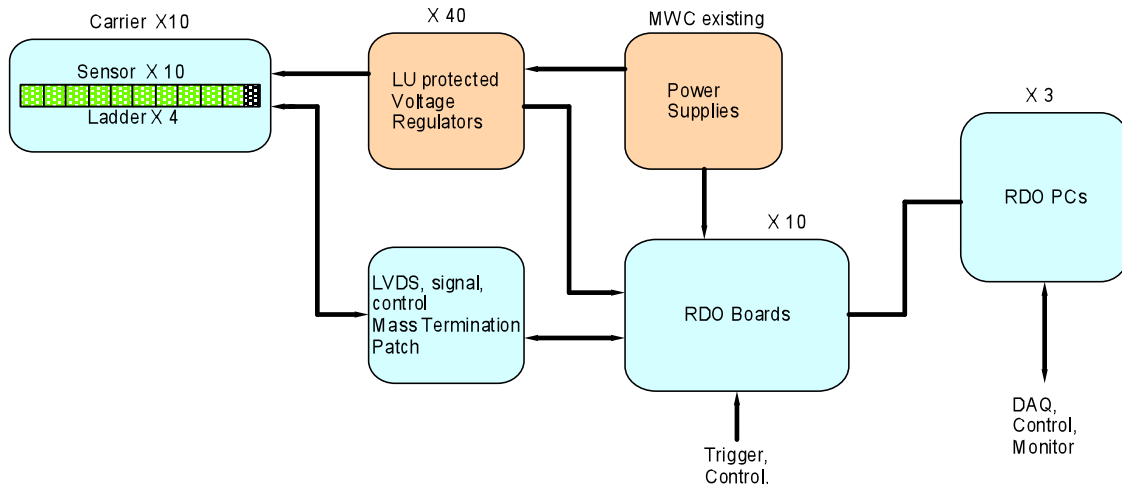 Carrier X10
Sensor X 10
Ladder X 4
X 40
LU protected
Voltage
Regulators
MWC existing
Power
Supplies
X 3
RDO PCs
LVDS, signal,
control
Mass Termination
Patch
X 10
RDO Boards
Trigger,
Control,
DAQ,
Control,
Monitor